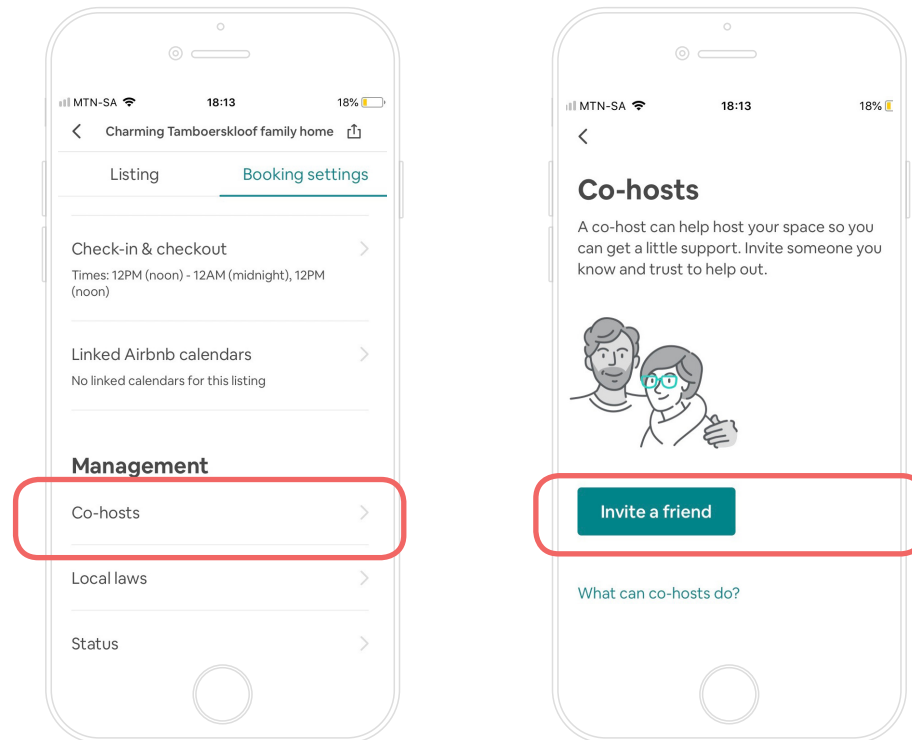 MTN-SA 18:13 18%
Charming Tamboerskloof family home
Listing Booking settings
Check-in & checkout
Times: 12PM (noon) - 12AM (midnight), 12PM
(noon)
Linked Airbnb calendars
No linked calendars for this listing
Management
Co-hosts
Local laws
Status
MTN-SA 18:13 18%
Co-hosts
A co-host can help host your space so you
can get a little support. Invite someone you
know and trust to help out.
Invite a friend
What can co-hosts do?